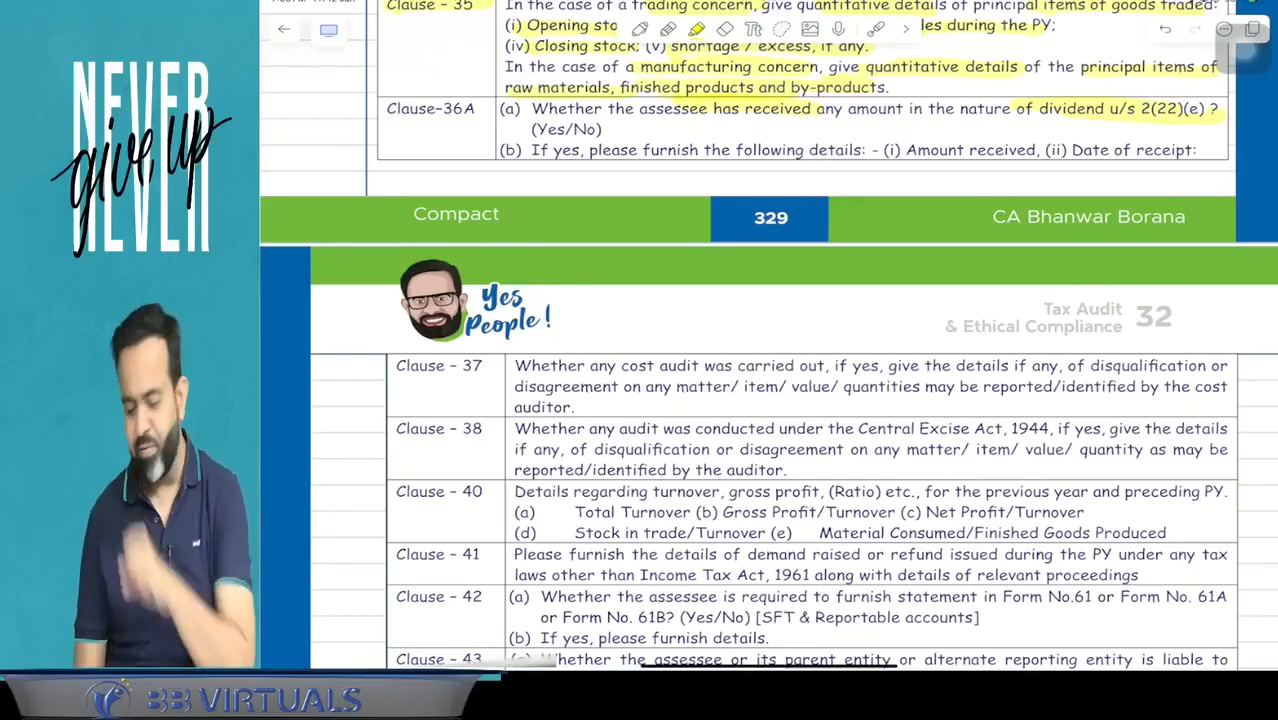 Clause - 35
In the case of a trading concern, give quantitative details of principal items of goods traded:
(i) Opening sto les during the PY;
(iv) Closing stock; (v) shortage / excess, if any.
In the case of a manufacturing concern, give quantitative details of the principal items of
raw materials, finished products and by-products.
Clause-36A
(a) Whether the assessee has received any amount in the nature of dividend u/s 2(22)(e) ?
(Yes/No)
(b) If yes, please furnish the following details: - (i) Amount received, (ii) Date of receipt:
NEVER
give up
NEVER
Compact
329
CA Bhanwar Borana
Yes
People!
Tax Audit
& Ethical Compliance
32
Clause - 37
Whether any cost audit was carried out, if yes, give the details if any, of disqualification or
disagreement on any matter/ item/ value/ quantities may be reported/identified by the cost
auditor.
Clause - 38
Whether any audit was conducted under the Central Excise Act, 1944, if yes, give the details
if any, of disqualification or disagreement on any matter/ item/ value/ quantity as may be
reported/identified by the auditor.
Clause - 40
Details regarding turnover, gross profit, (Ratio) etc., for the previous year and preceding PY.
(a) Total Turnover (b) Gross Profit/Turnover (c) Net Profit/Turnover
(d) Stock in trade/Turnover (e) Material Consumed/Finished Goods Produced
Clause - 41
Please furnish the details of demand raised or refund issued during the PY under any tax
laws other than Income Tax Act, 1961 along with details of relevant proceedings
Clause - 42
(a) Whether the assessee is required to furnish statement in Form No.61 or Form No. 61A
or Form No. 61B? (Yes/No) [SFT & Reportable accounts]
(b) If yes, please furnish details.
Clause - 43
Whether the assessee or its parent entity or alternate reporting entity is liable to
BB VIRTUALS